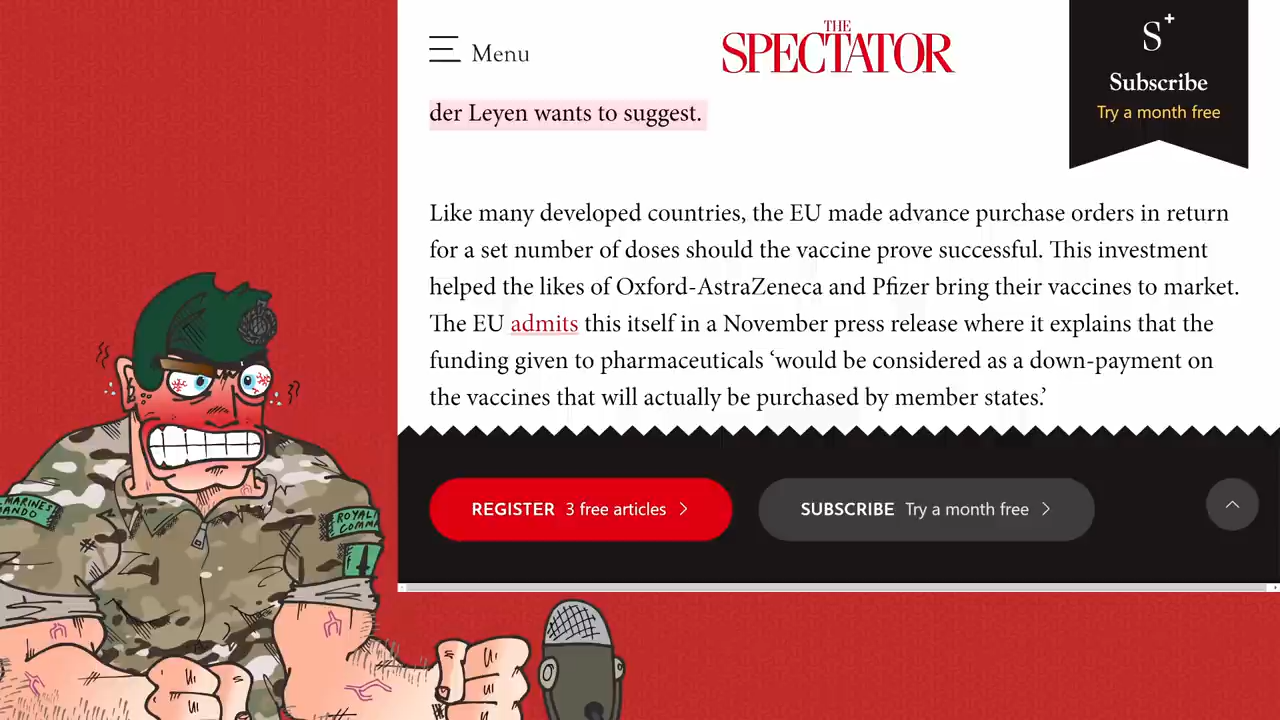 THE
SPECTATOR
Menu
S+
Subscribe
Try a month free
der Leyen wants to suggest.
Like many developed countries, the EU made advance purchase orders in return
for a set number of doses should the vaccine prove successful. This investment
helped the likes of Oxford-AstraZeneca and Pfizer bring their vaccines to market.
The EU admits this itself in a November press release where it explains that the
funding given to pharmaceuticals ‘would be considered as a down-payment on
the vaccines that will actually be purchased by member states.’
REGISTER 3 free articles
SUBSCRIBE Try a month free
MARINES
MANDO
ROYAL
COMMA